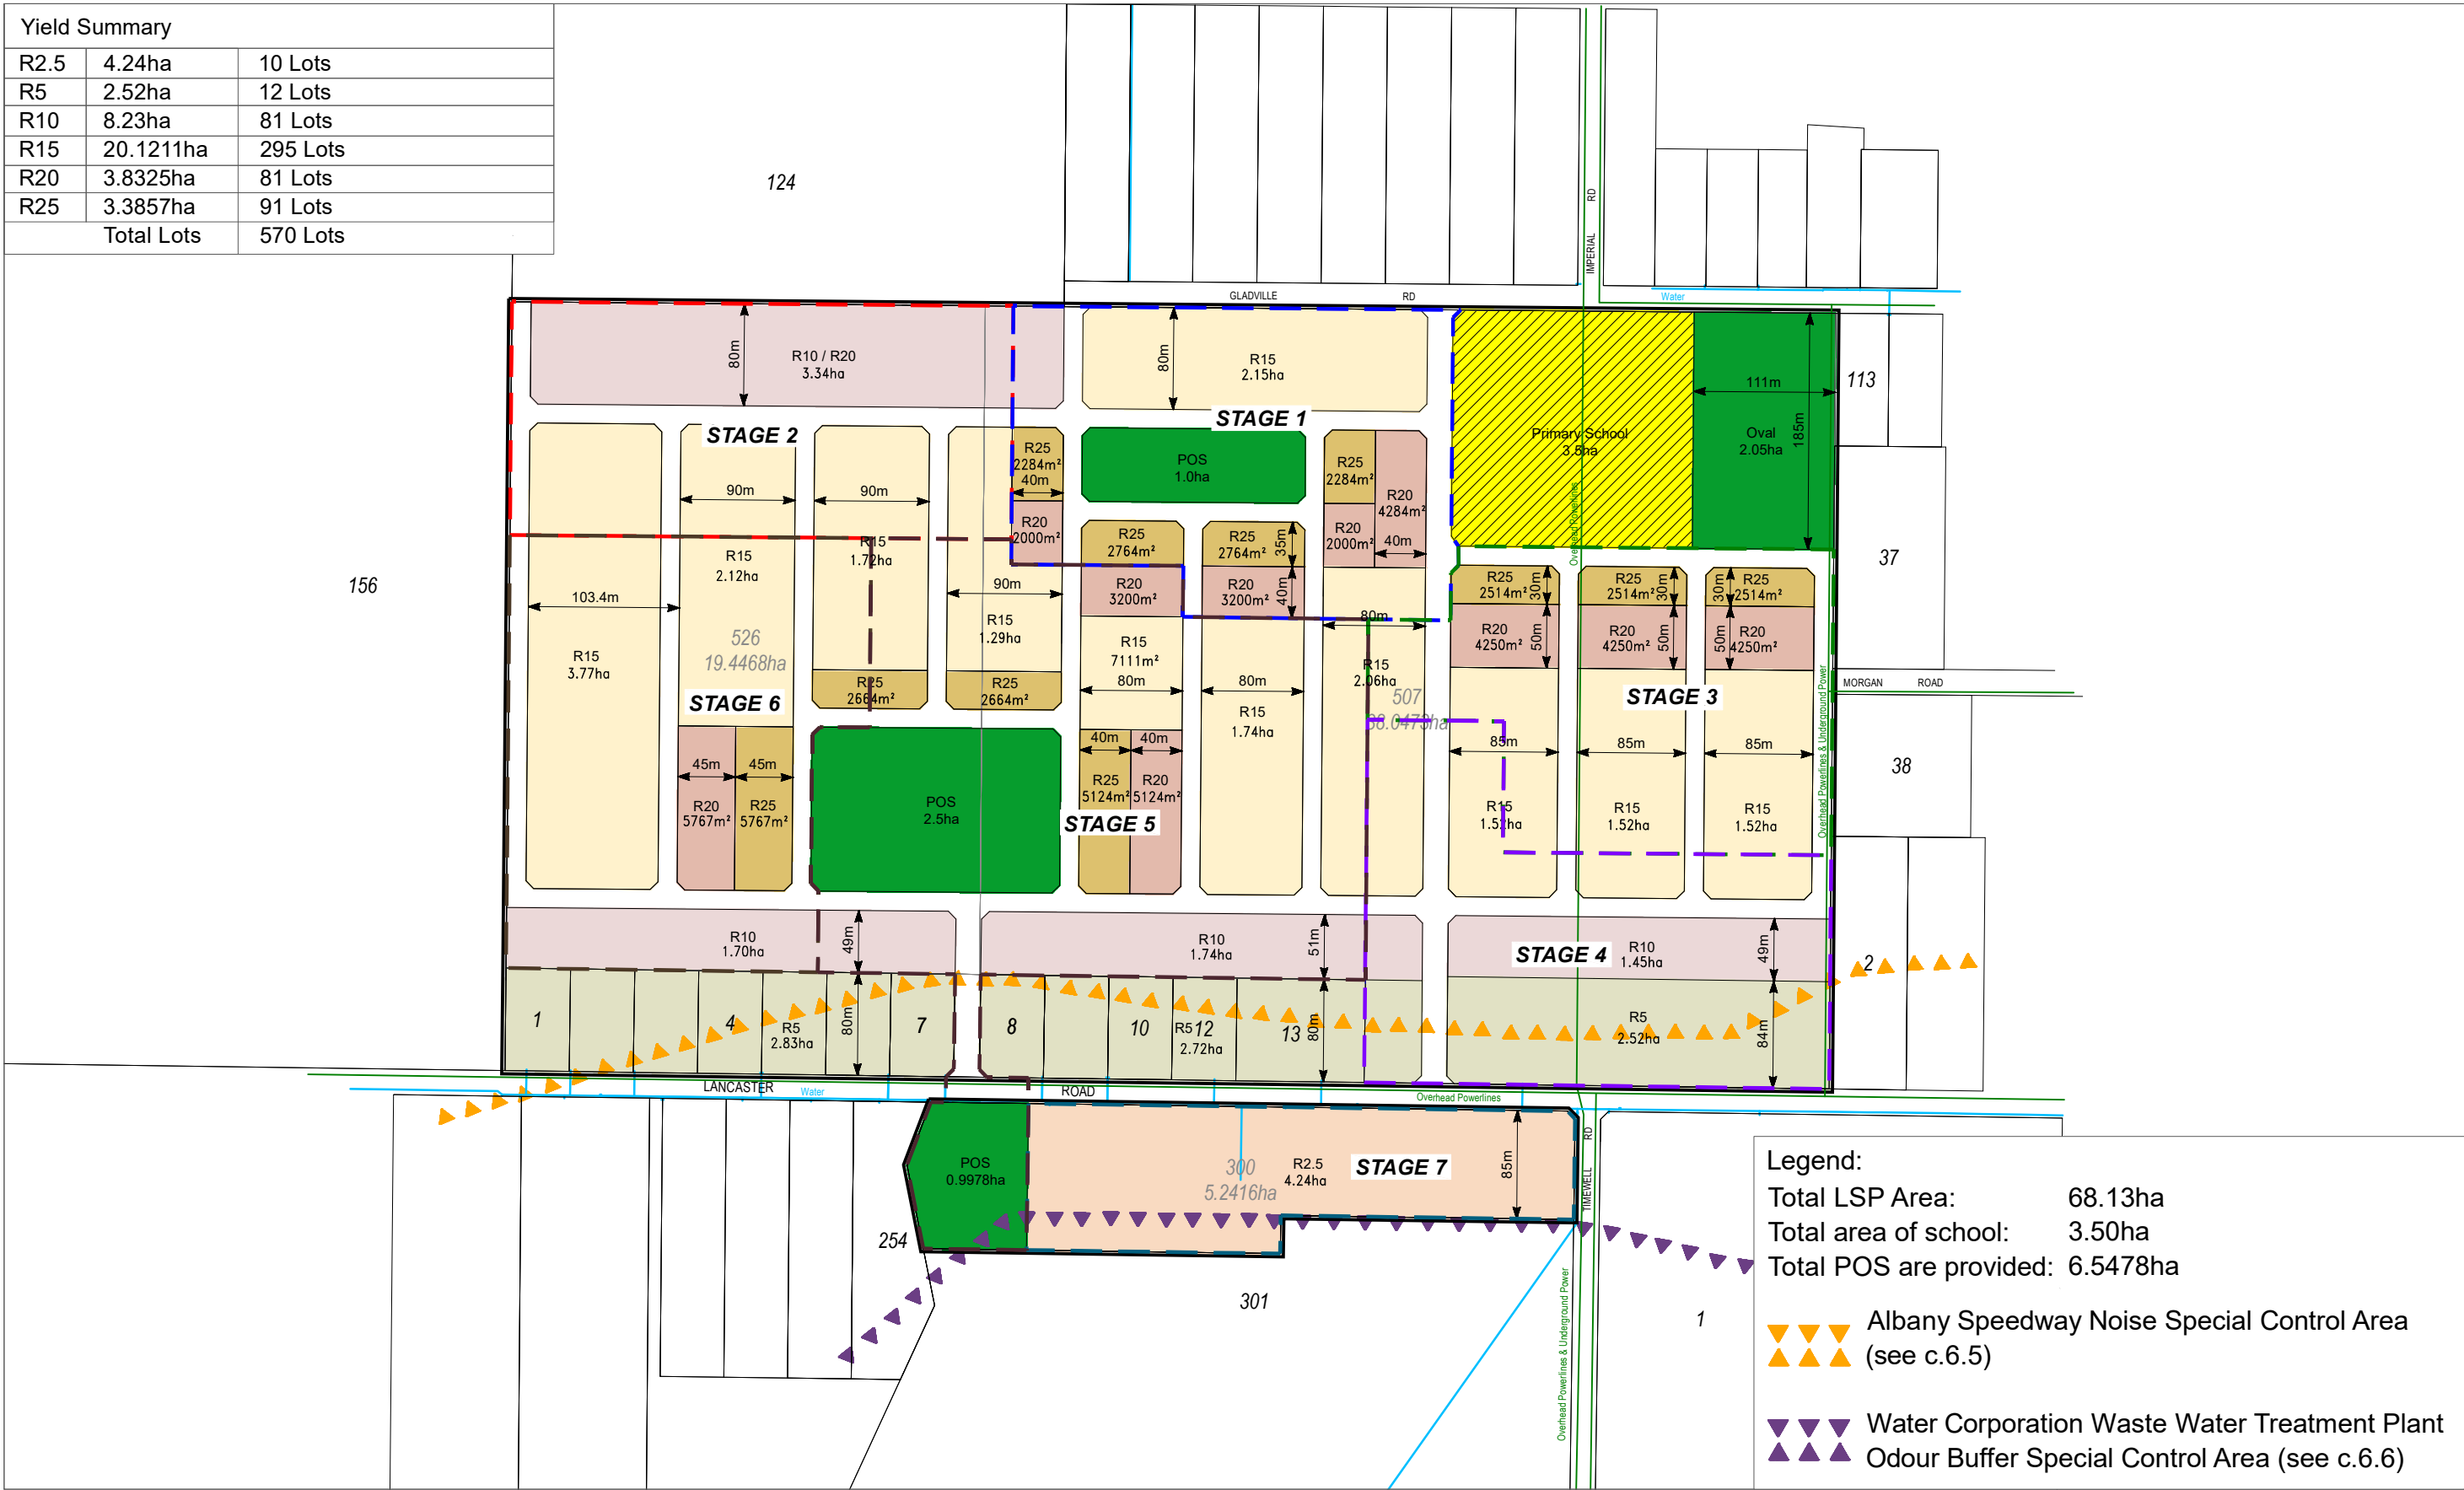 Yield Summary
R2.5 4.24ha 10 Lots
R5 2.52ha 12 Lots
R10 8.23ha 81 Lots
R15 20.1211ha 295 Lots
R20 3.8325ha 81 Lots
R25 3.3857ha 91 Lots
Total Lots 570 Lots
124
IMPERIAL RD
GLADVILLE RD
Water
80m
R10 / R20
3.34ha
80m
R15
2.15ha
STAGE 1
STAGE 2
Primary School
3.5ha
111m
Oval
2.05ha
185m
113
R25
2284m²
40m
R20
2000m²
POS
1.0ha
R25
2284m²
R20
4284m²
R20
2000m²
40m
90m
90m
R25
2764m²
R25
2764m²
35m
R20
3200m²
R20
3200m²
40m
Overhead Powerlines
37
156
103.4m
R15
3.77ha
R15
2.12ha
526
19.4468ha
R15
1.72ha
90m
R15
1.29ha
R15
7111m²
80m
80m
R15
1.74ha
80m
R15
2.06ha
507
38.0473ha
R25
2514m²
30m
R25
2514m²
30m
R25
2514m²
30m
R20
4250m²
50m
R20
4250m²
50m
R20
4250m²
50m
STAGE 3
MORGAN ROAD
Overhead Powerlines & Underground Power
R25
2664m²
R25
2664m²
STAGE 6
45m
45m
R20
5767m²
R25
5767m²
POS
2.5ha
40m
40m
R25
5124m²
R20
5124m²
STAGE 5
85m
85m
85m
R15
1.52ha
R15
1.52ha
R15
1.52ha
38
R10
1.70ha
49m
R10
1.74ha
51m
STAGE 4
R10
1.45ha
49m
2
1
4
R5
2.83ha
80m
7
8
10
R5
12
2.72ha
13
80m
R5
2.52ha
84m
LANCASTER ROAD
Water
Overhead Powerlines
POS
0.9978ha
300
5.2416ha
R2.5
4.24ha
STAGE 7
85m
TIMEWELL RD
254
301
Overhead Powerlines & Underground Power
1
Legend:
Total LSP Area: 68.13ha
Total area of school: 3.50ha
Total POS are provided: 6.5478ha
Albany Speedway Noise Special Control Area
(see c.6.5)
Water Corporation Waste Water Treatment Plant
Odour Buffer Special Control Area (see c.6.6)